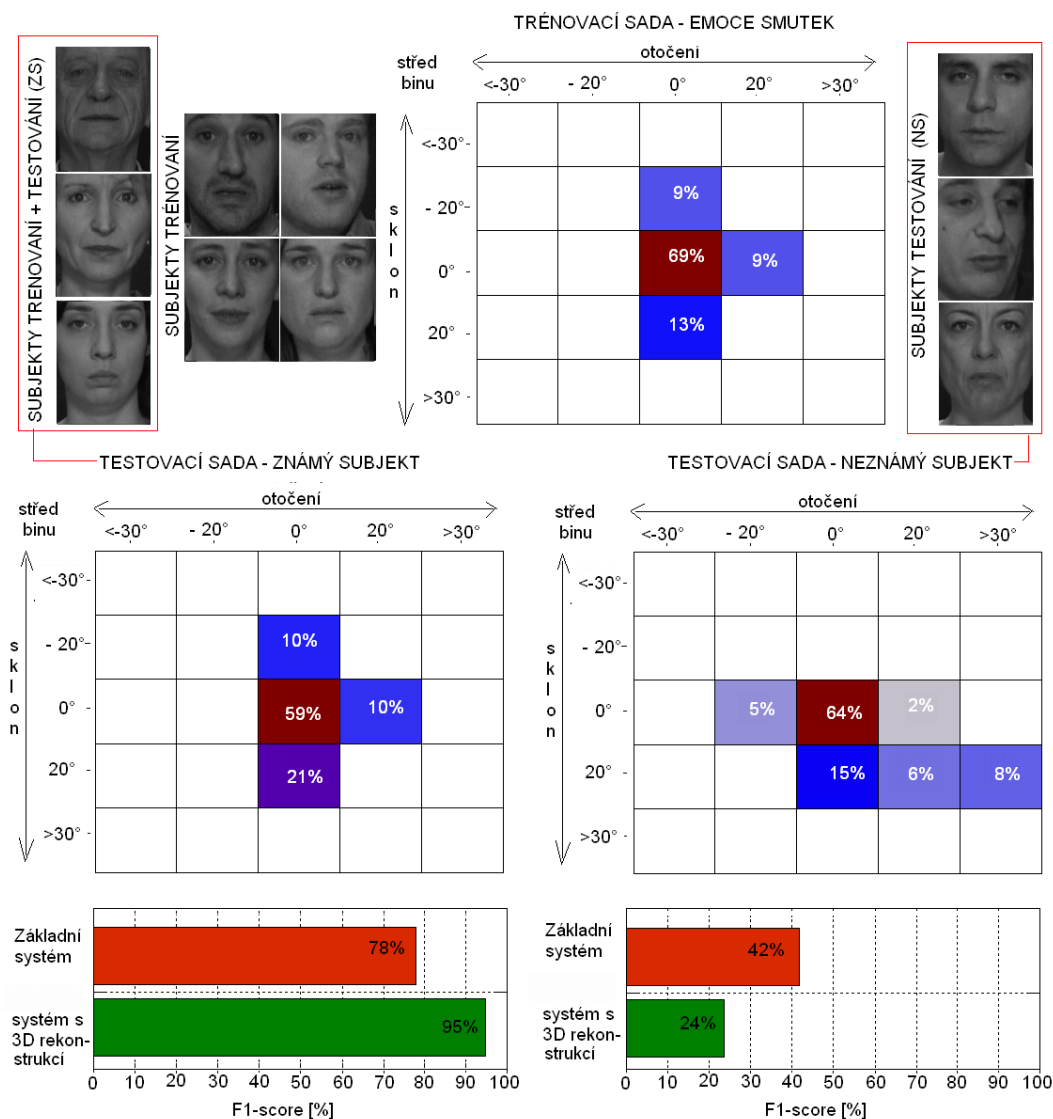 TRÉNOVACÍ SADA - EMOCE SMUTEK
střed
binu
otočení
<-30° - 20° 0° 20° >30°
sklon
<-30°
- 20°
0°
20°
>30°
9%
69% 9%
13%
SUBJEKTY TRENOVANÍ + TESTOVÁNÍ (ZS)
SUBJEKTY TRÉNOVANÍ
SUBJEKTY TESTOVÁNÍ (NS)
TESTOVACÍ SADA - ZNÁMÝ SUBJEKT
střed
binu
otočení
<-30° - 20° 0° 20° >30°
sklon
<-30°
- 20°
0°
20°
>30°
10%
59% 10%
21%
TESTOVACÍ SADA - NEZNÁMÝ SUBJEKT
střed
binu
otočení
<-30° - 20° 0° 20° >30°
sklon
<-30°
- 20°
0°
20°
>30°
5% 64% 2%
15% 6% 8%
Základní
systém
78%
systém s
3D rekon-
strukcí
95%
0 10 20 30 40 50 60 70 80 90 100
F1-score [%]
Základní
systém
42%
systém s
3D rekon-
strukcí
24%
0 10 20 30 40 50 60 70 80 90 100
F1-score [%]